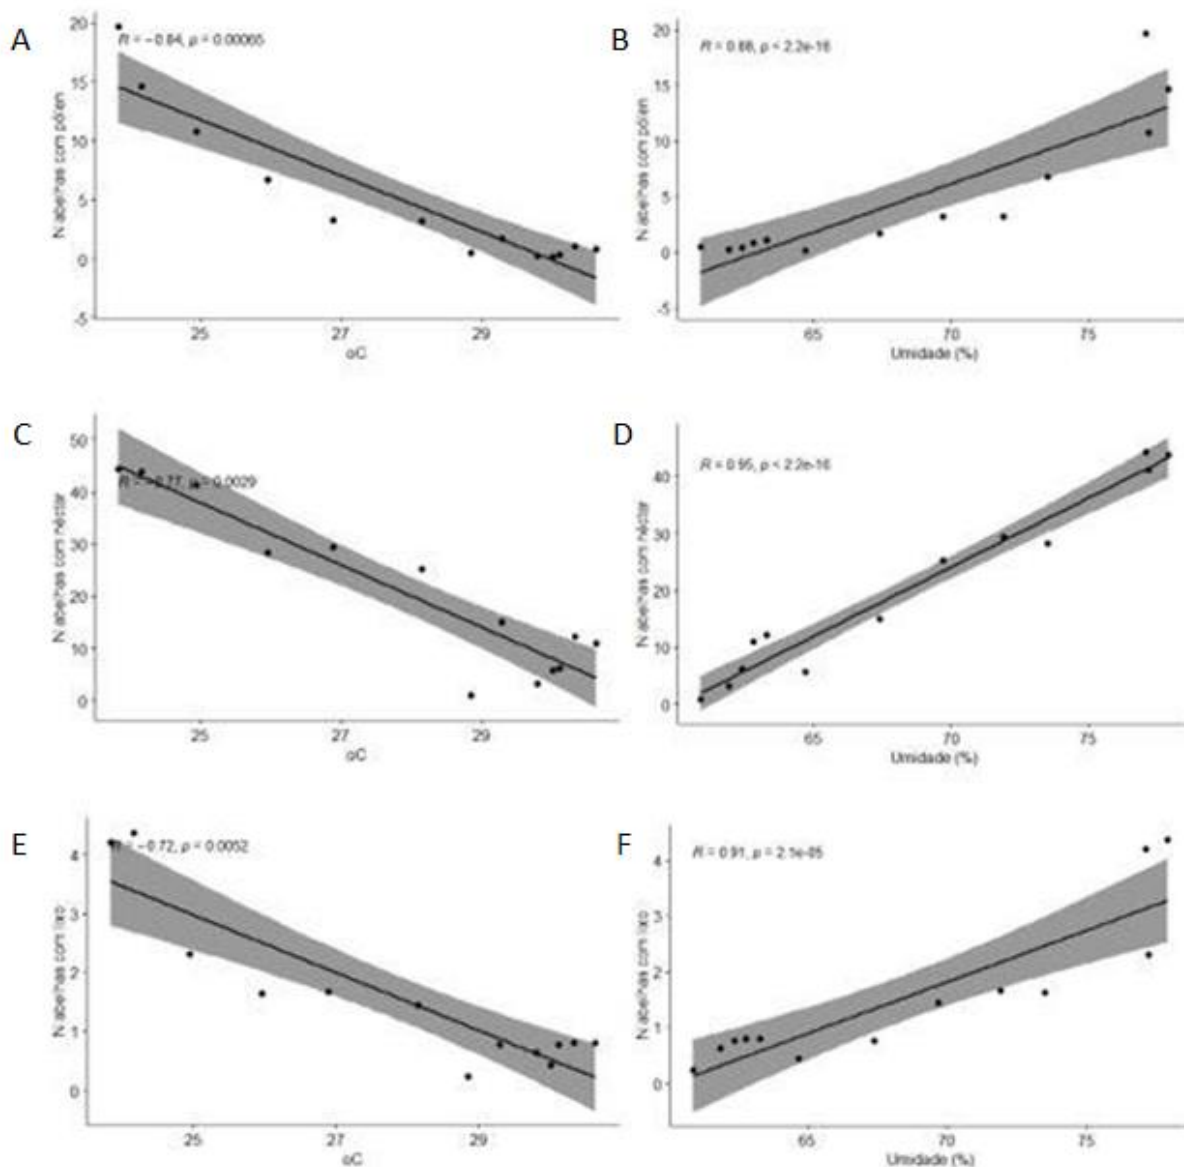 A
N abelhas com pólen
20
15
10
5
0
-5
R = −0.84, p = 0.00065
25
27
29
oC
B
N abelhas com pólen
20
15
10
5
0
-5
R = 0.88, p < 2.2e-16
65
70
75
Umidade (%)
C
N abelhas com néctar
50
40
30
20
10
0
R = −0.77, p = 0.0029
25
27
29
oC
D
N abelhas com néctar
40
30
20
10
0
R = 0.95, p < 2.2e-16
65
70
75
Umidade (%)
E
N abelhas com lixo
4
3
2
1
0
R = −0.72, p = 0.0052
25
27
29
oC
F
N abelhas com lixo
4
3
2
1
0
R = 0.91, p = 2.1e-05
65
70
75
Umidade (%)